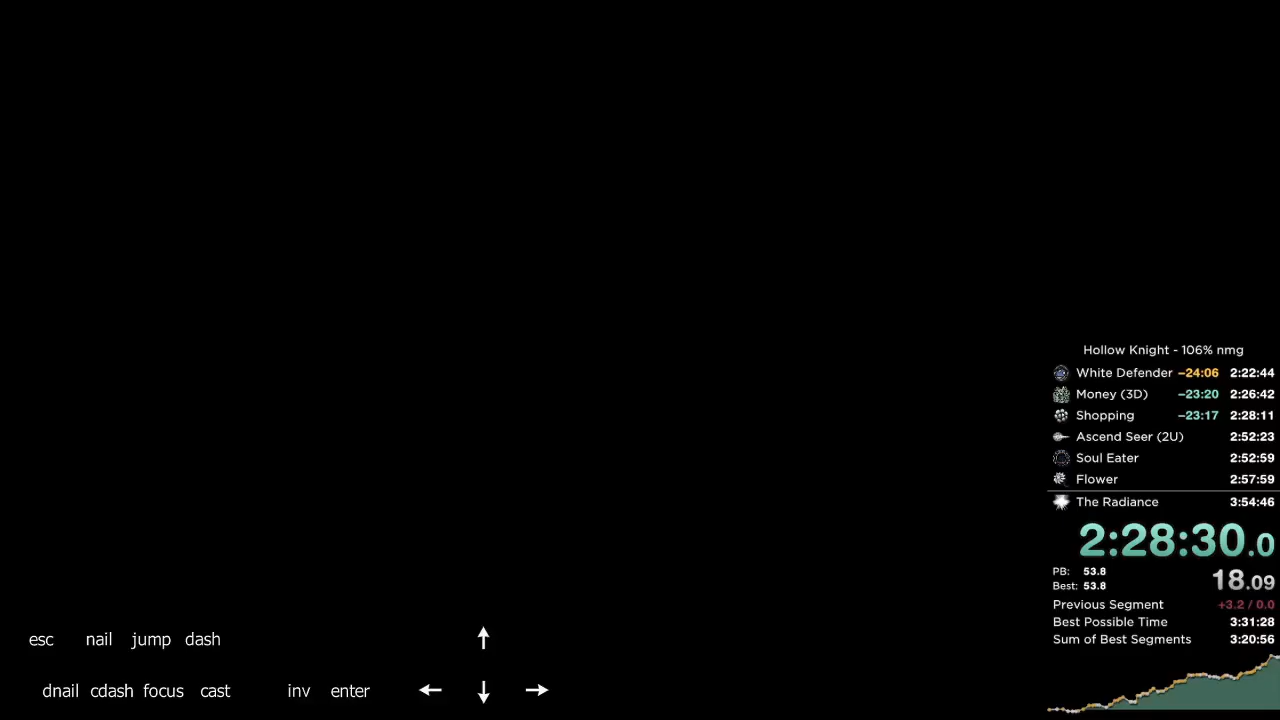 Hollow Knight - 106% nmg
White Defender −24:06 2:22:44
Money (3D) −23:20 2:26:42
Shopping −23:17 2:28:11
Ascend Seer (2U) 2:52:23
Soul Eater 2:52:59
Flower 2:57:59
The Radiance 3:54:46
2:28:30.0
PB: 53.8
18.09
Best: 53.8
Previous Segment +3.2 / 0.0
Best Possible Time 3:31:28
Sum of Best Segments 3:20:56
esc nail jump dash
dnail cdash focus cast inv enter